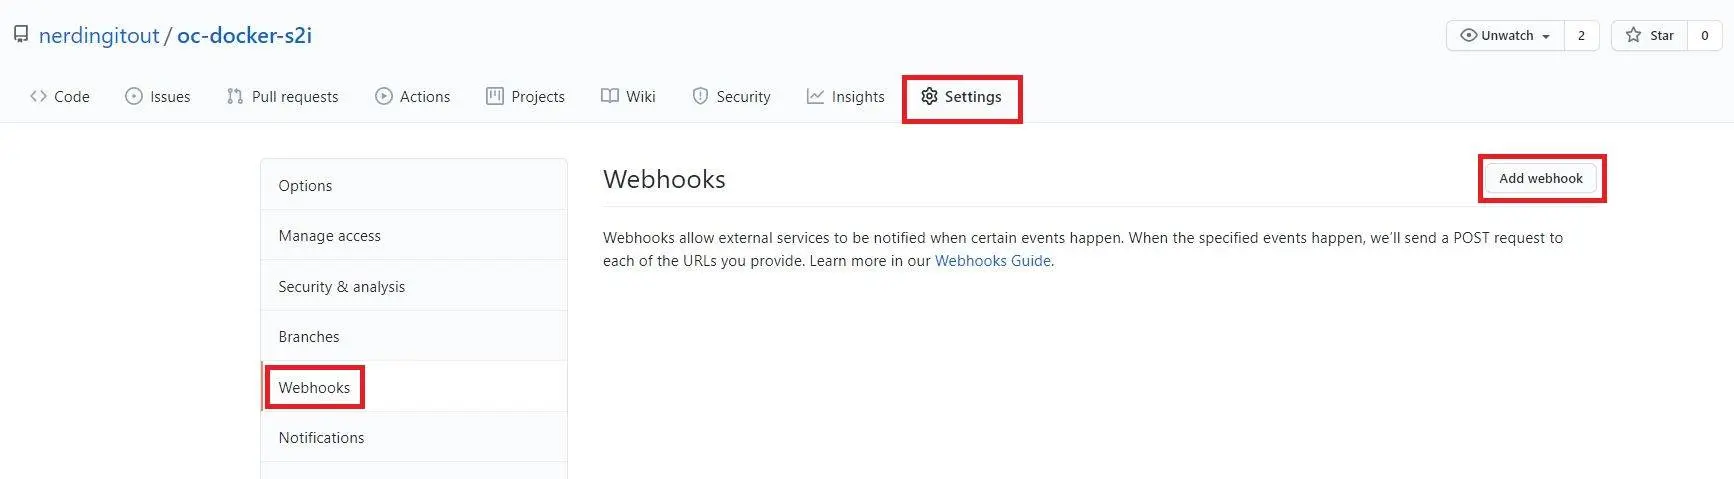 nerdingitout / oc-docker-s2i
Unwatch 2 Star 0
Code Issues Pull requests Actions Projects Wiki Security Insights Settings
Options
Manage access
Security & analysis
Branches
Webhooks
Notifications
Webhooks
Add webhook
Webhooks allow external services to be notified when certain events happen. When the specified events happen, we’ll send a POST request to
each of the URLs you provide. Learn more in our Webhooks Guide.